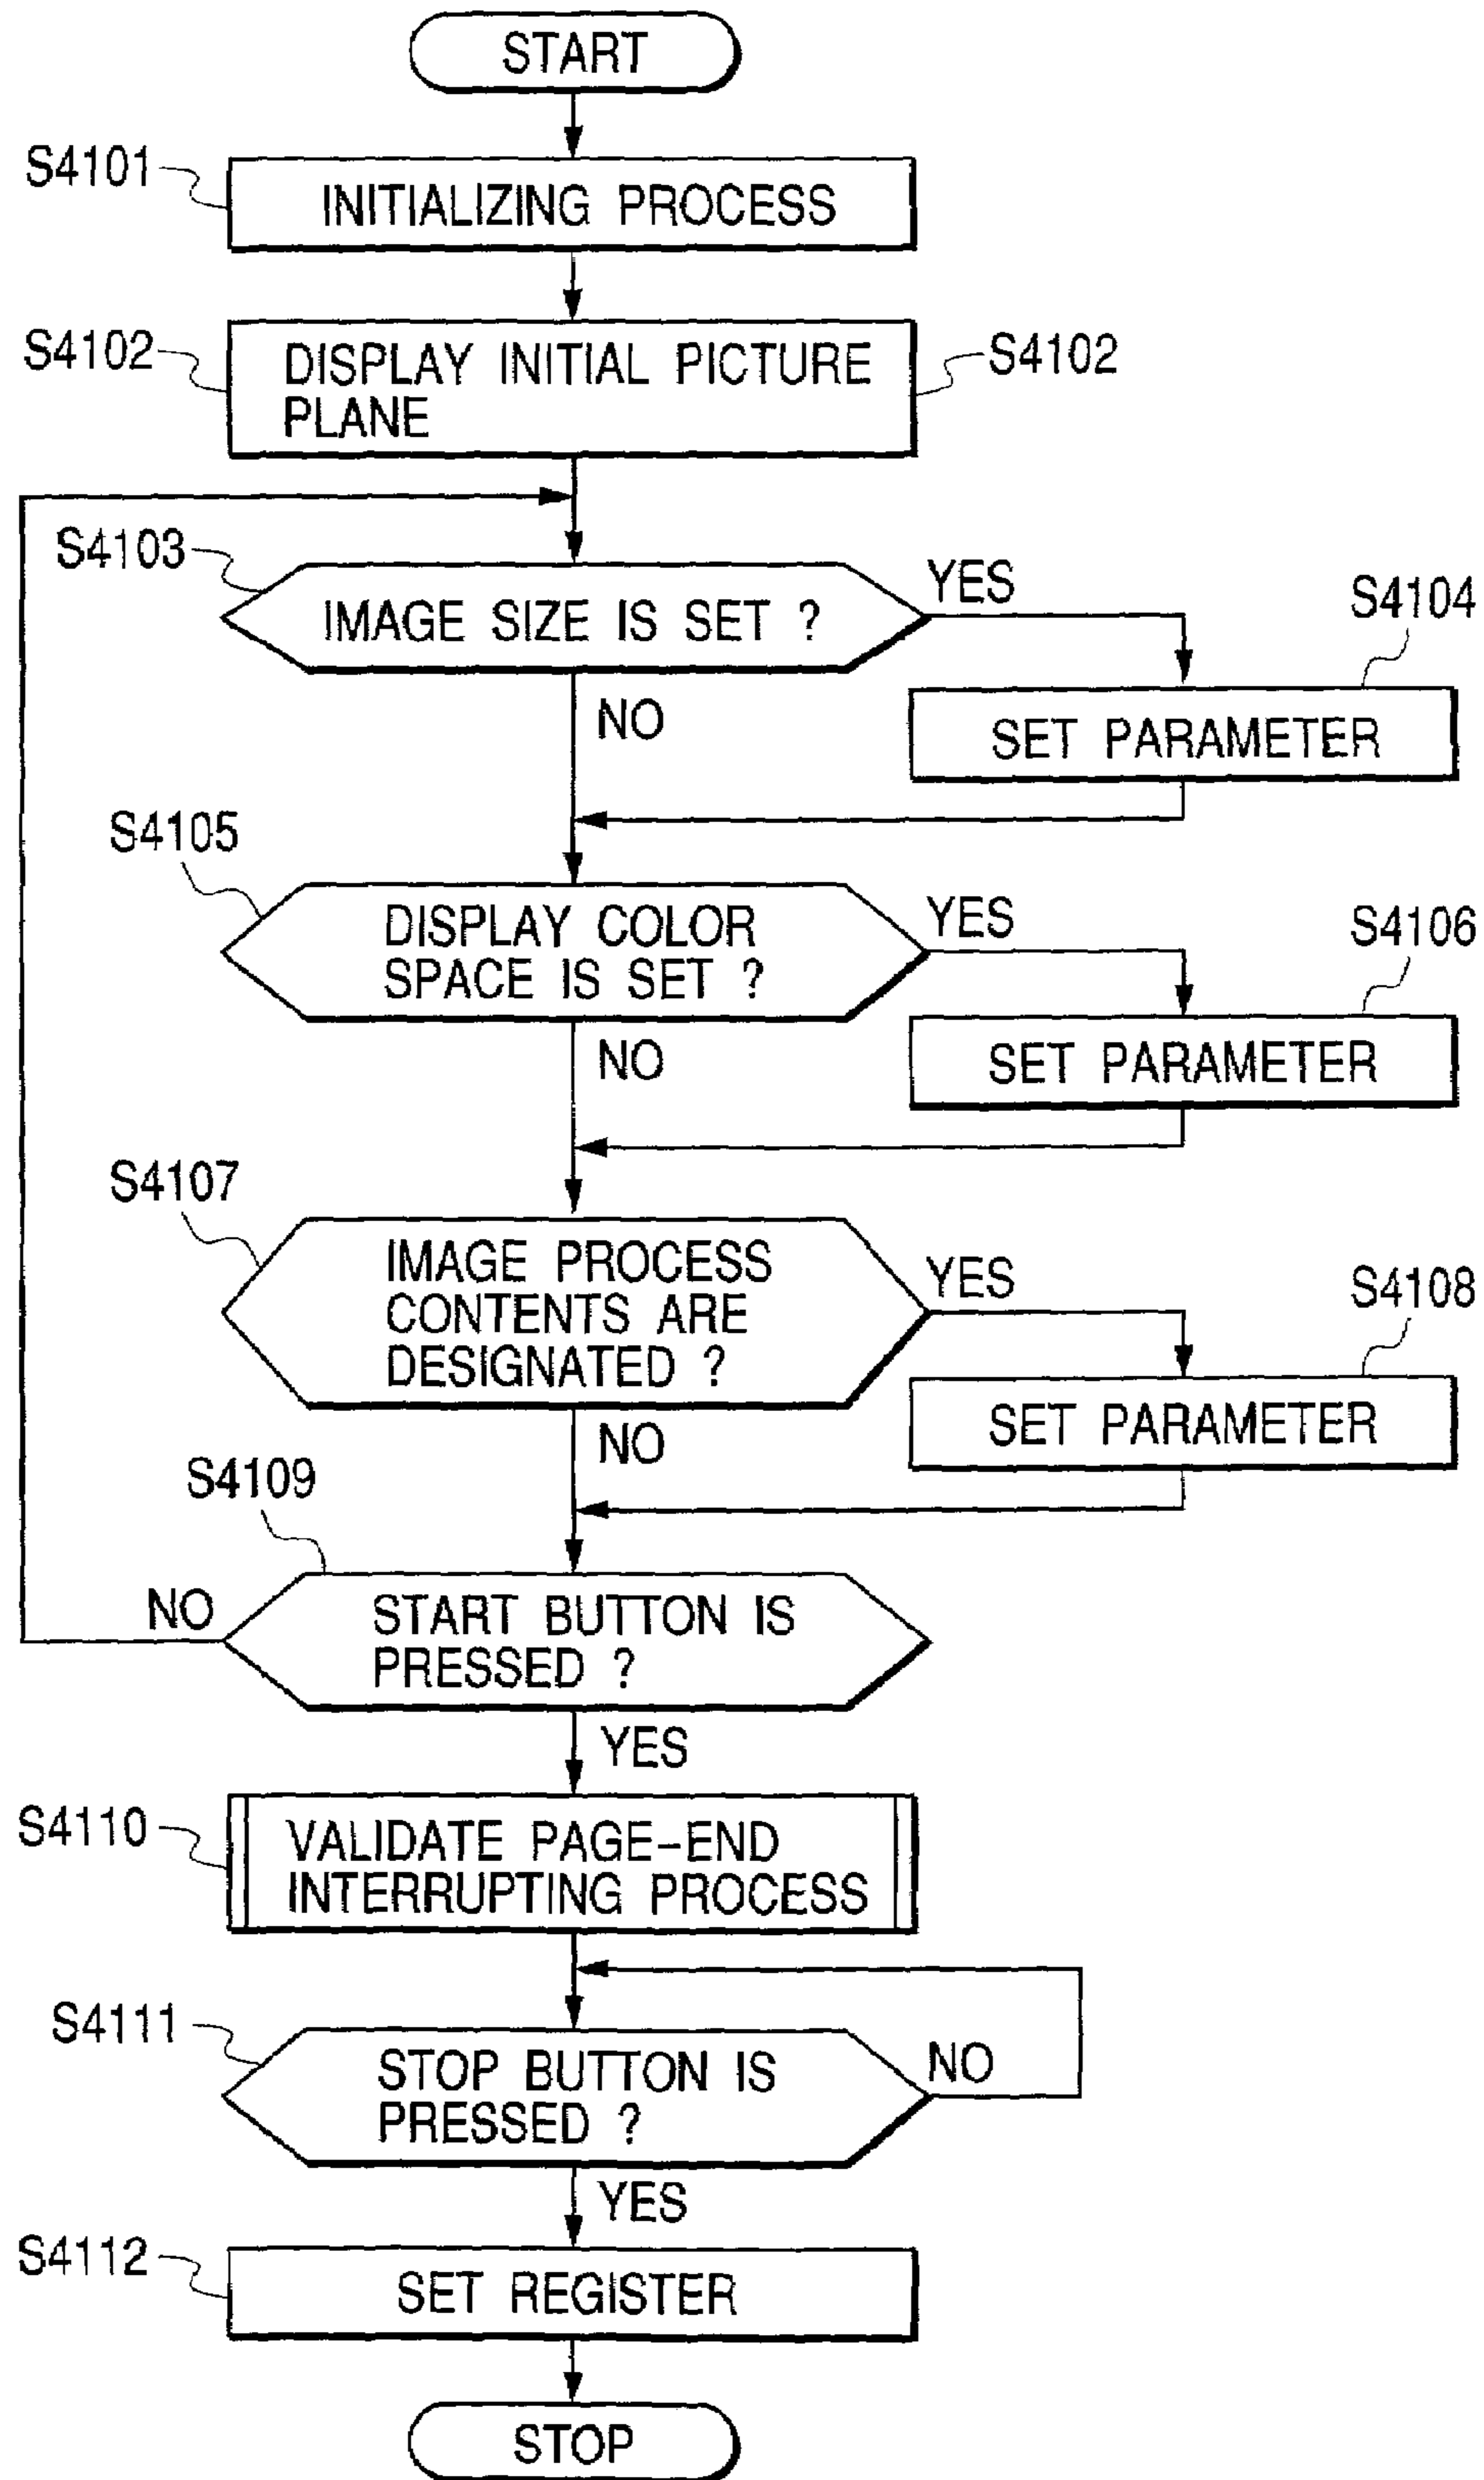 START
S4101
INITIALIZING PROCESS
S4102
DISPLAY INITIAL PICTURE
PLANE
S4102
S4103
IMAGE SIZE IS SET ?
YES
NO
S4104
SET PARAMETER
S4105
DISPLAY COLOR
SPACE IS SET ?
YES
NO
S4106
SET PARAMETER
S4107
IMAGE PROCESS
CONTENTS ARE
DESIGNATED ?
YES
NO
S4108
SET PARAMETER
S4109
NO
START BUTTON IS
PRESSED ?
YES
S4110
VALIDATE PAGE-END
INTERRUPTING PROCESS
S4111
STOP BUTTON IS
PRESSED ?
NO
YES
S4112
SET REGISTER
STOP